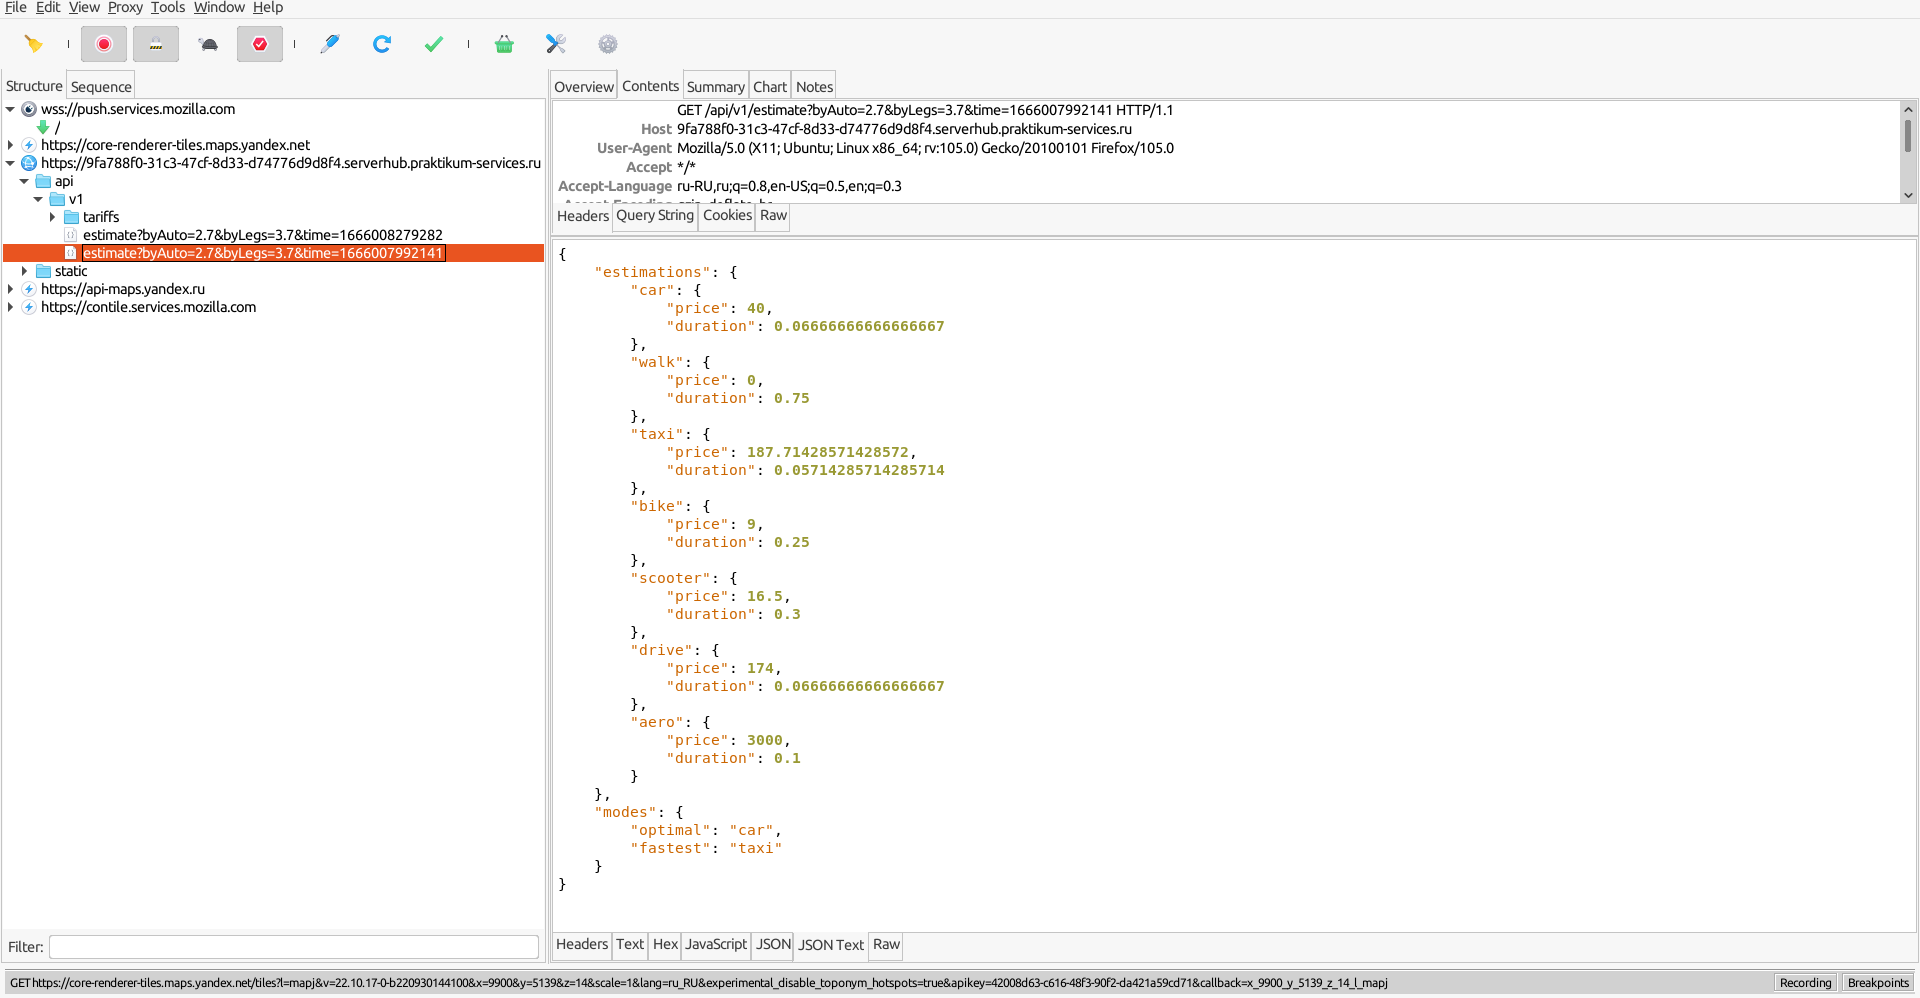 File Edit View Proxy Tools Window Help
Structure Sequence
wss://push.services.mozilla.com
/
https://core-renderer-tiles.maps.yandex.net
https://9fa788f0-31c3-47cf-8d33-d74776d9d8f4.serverhub.praktikum-services.ru
api
v1
tariffs
estimate?byAuto=2.7&byLegs=3.7&time=1666008279282
estimate?byAuto=2.7&byLegs=3.7&time=1666007992141
static
https://api-maps.yandex.ru
https://contile.services.mozilla.com
Filter:
Overview Contents Summary Chart Notes
GET /api/v1/estimate?byAuto=2.7&byLegs=3.7&time=1666007992141 HTTP/1.1
Host 9fa788f0-31c3-47cf-8d33-d74776d9d8f4.serverhub.praktikum-services.ru
User-Agent Mozilla/5.0 (X11; Ubuntu; Linux x86_64; rv:105.0) Gecko/20100101 Firefox/105.0
Accept */*
Accept-Language ru-RU,ru;q=0.8,en-US;q=0.5,en;q=0.3
Headers Query String Cookies Raw
{
"estimations": {
"car": {
"price": 40,
"duration": 0.06666666666666667
},
"walk": {
"price": 0,
"duration": 0.75
},
"taxi": {
"price": 187.71428571428572,
"duration": 0.05714285714285714
},
"bike": {
"price": 9,
"duration": 0.25
},
"scooter": {
"price": 16.5,
"duration": 0.3
},
"drive": {
"price": 174,
"duration": 0.06666666666666667
},
"aero": {
"price": 3000,
"duration": 0.1
}
},
"modes": {
"optimal": "car",
"fastest": "taxi"
}
}
Headers Text Hex JavaScript JSON JSON Text Raw
GET https://core-renderer-tiles.maps.yandex.net/tiles?l=mapj&v=22.10.17-0-b220930144100&x=9900&y=5139&z=14&scale=1&lang=ru_RU&experimental_disable_toponym_hotspots=true&apikey=42008d63-c616-48f3-90f2-da421a59cd71&callback=x_9900_y_5139_z_14_l_mapj
Recording Breakpoints